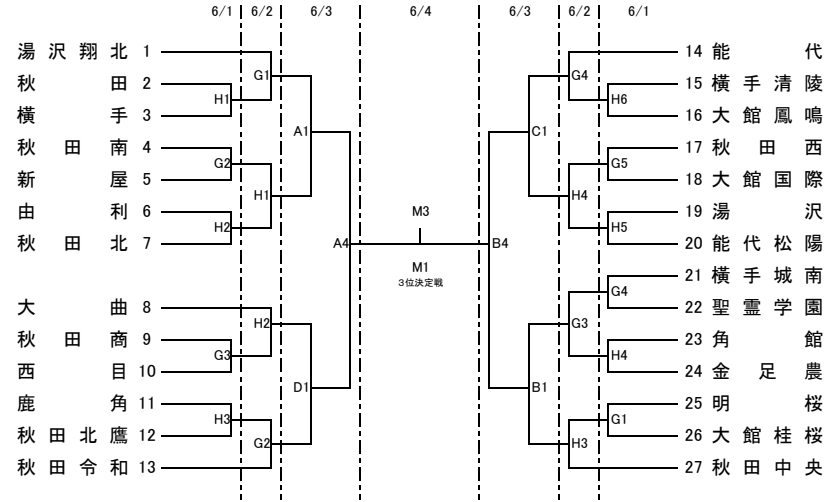 6/1 6/2 6/3 6/4 6/3 6/2 6/1
湯沢翔北 1
14 能代
G1
G4
秋田 2
15 横手清陵
H1
H6
横手 3
16 大館鳳鳴
A1
C1
秋田南 4
17 秋田西
G2
G5
新屋 5
18 大館国際
H1
H4
由利 6
19 湯沢
M3
H2
H5
秋田北 7
20 能代松陽
A4
B4
M1
3位決定戦
21 横手城南
G4
大曲 8
22 聖霊学園
H2
G3
秋田商 9
23 角館
G3
H4
西目 10
24 金足農
D1
B1
鹿角 11
25 明桜
H3
G1
秋田北鷹 12
26 大館桂桜
G2
H3
秋田令和 13
27 秋田中央